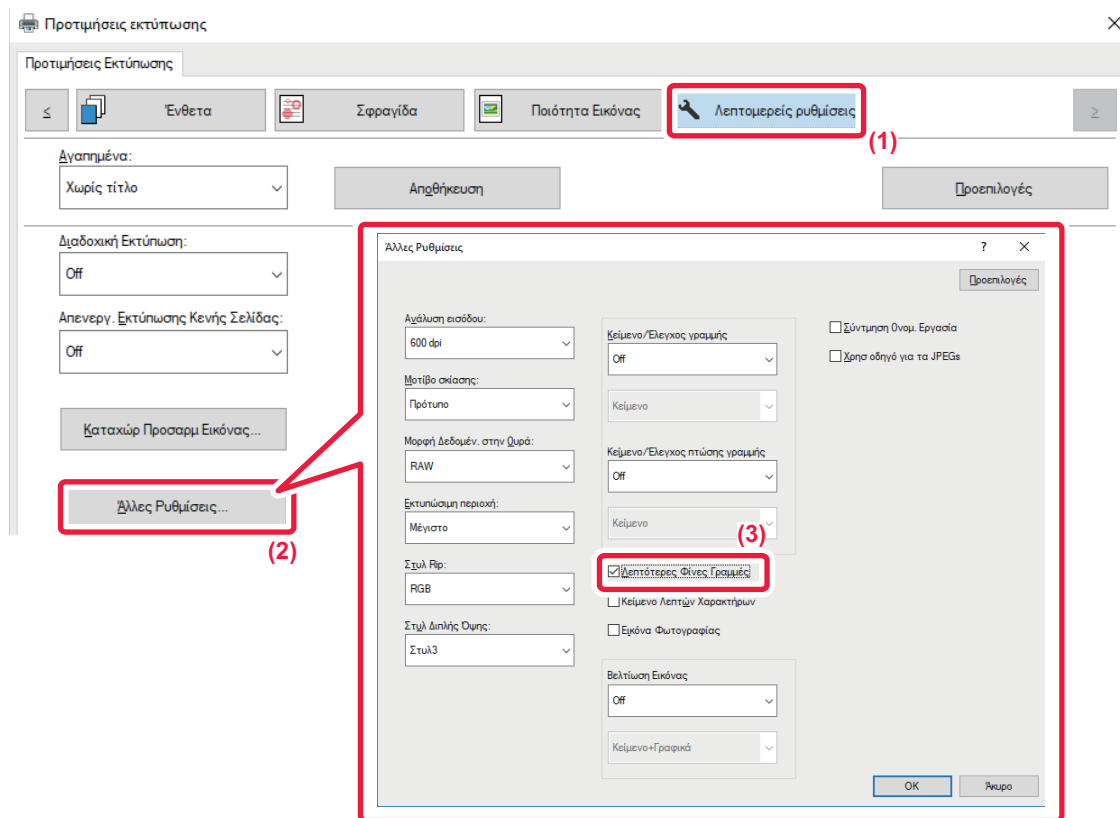 Προτιμήσεις εκτύπωσης
Προτιμήσεις Εκτύπωσης
<
Ένθετα
Σφραγίδα
Ποιότητα Εικόνας
Λεπτομερείς ρυθμίσεις
>
(1)
Αγαπημένα:
Χωρίς τίτλο
Αποθήκευση
Προεπιλογές
Διαδοχική Εκτύπωση:
Off
Απενεργ. Εκτύπωσης Κενής Σελίδας:
Off
Καταχώρ Προσαρμ Εικόνας...
Άλλες Ρυθμίσεις...
(2)
Άλλες Ρυθμίσεις
?
Προεπιλογές
Ανάλυση εισόδου:
600 dpi
Μοτίβο σκίασης:
Πρότυπο
Μορφή Δεδομέν. στην Ουρά:
RAW
Εκτυπώσιμη περιοχή:
Μέγιστο
Στυλ Rip:
RGB
Στυλ Διπλής Όψης:
Στυλ3
Κείμενο/Έλεγχος γραμμής
Off
Κείμενο
Κείμενο/Έλεγχος πτώσης γραμμής
Off
Κείμενο
(3)
Λεπτότερες Φίνες Γραμμές
Κείμενο Λεπτών Χαρακτήρων
Εικόνα Φωτογραφίας
Βελτίωση Εικόνας
Off
Κείμενο+Γραφικά
Σύντμηση Ονομ. Εργασία
Χρησ οδηγό για τα JPEGs
OK
Άκυρο